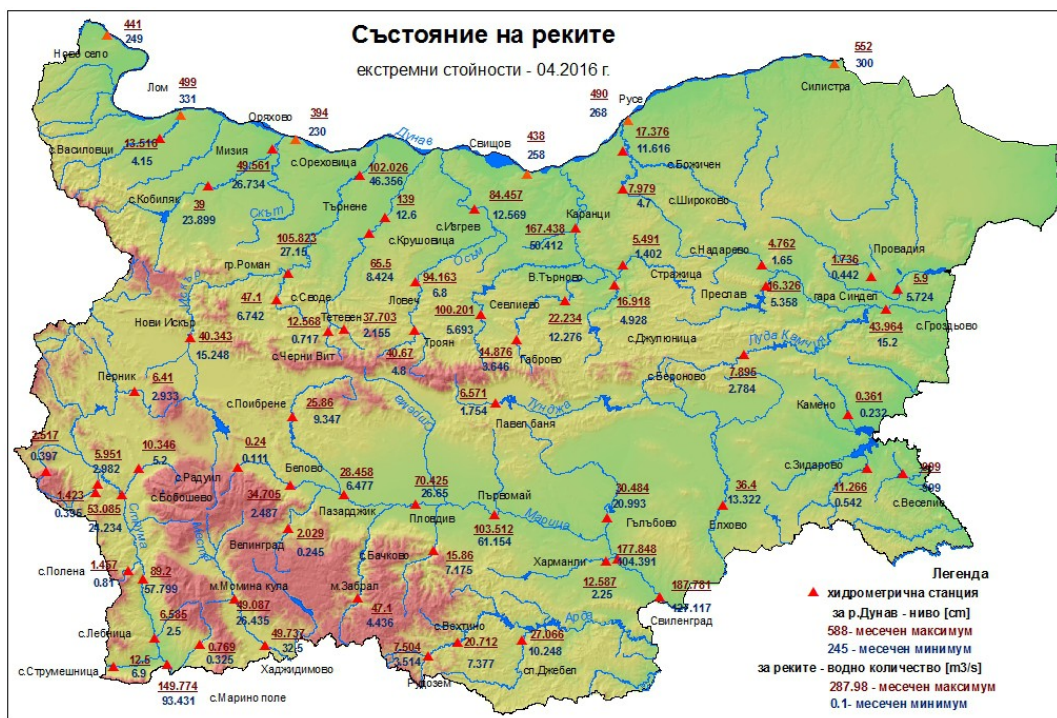 Състояние на реките
екстремни стойности - 04.2016 г.
441
249
Ново село
Лом
499
331
Оряхово
394
230
Дунав
Свищов
438
258
490
268
Русе
552
300
Силистра
с.Василовци
13.516
4.15
Мизия
49.561
26.734
с.Ореховица
102.026
46.356
17.376
11.616
с.Божичен
с.Кобиляк
39
23.899
Скът
Търнене
139
12.6
84.457
12.569
с.Изгрев
Каранци
167.438
50.412
7.979
4.7
с.Широково
с.Крушовица
105.823
27.15
гр.Роман
65.5
8.424
Осъм
94.163
6.8
Ловеч
5.491
1.402
Стражица
с.Надарево
4.762
1.65
Провадия
1.736
0.442
5.9
5.724
Искър
47.1
6.742
с.Своде
В.Търново
Севлиево
100.201
5.693
22.234
12.276
16.918
4.928
с.Джулюница
Преслав
16.326
5.358
гара Синдел
43.964
15.2
с.Гроздьово
Нови Искър
40.343
15.248
12.568
0.717
Тетевен
37.703
2.155
с.Черни Вит
Троян
40.67
4.8
14.876
3.646
Габрово
Луда Камчия
с.Бероново
7.895
2.784
Перник
6.41
2.933
с.Поибрене
25.86
9.347
Стряма
6.571
1.754
Павел баня
Тунджа
Камено
0.361
0.232
2.517
0.397
5.951
2.982
10.346
5.2
с.Радуил
0.24
0.111
Белово
28.458
6.477
Пазарджик
70.425
26.65
Пловдив
Първомай
103.512
61.154
Марица
30.484
20.993
Гълъбово
36.4
13.322
Елхово
с.Зидарово
11.266
0.542
999
999
с.Веселие
1.423
0.395
53.085
24.234
с.Бобошево
34.705
2.487
Струма
Места
Велинград
2.029
0.245
с.Бачково
15.86
7.175
Харманли
177.848
104.391
12.587
2.25
187.781
127.117
Свиленград
с.Полена
1.457
0.81
89.2
57.799
м.Момина кула
49.087
26.435
м.Забрал
47.1
4.436
с.Лебница
6.585
2.5
0.769
0.325
49.737
32.5
Хаджидимово
с.Вехтино
7.504
3.514
20.712
7.377
Рудозем
Арда
27.066
10.248
сп.Джебел
с.Струмешница
12.5
6.9
149.774
93.431
с.Марино поле
Легенда
хидрометрична станция
за р.Дунав - ниво [cm]
588- месечен максимум
245 - месечен минимум
за реките - водно количество [m3/s]
287.98 - месечен максимум
0.1- месечен минимум